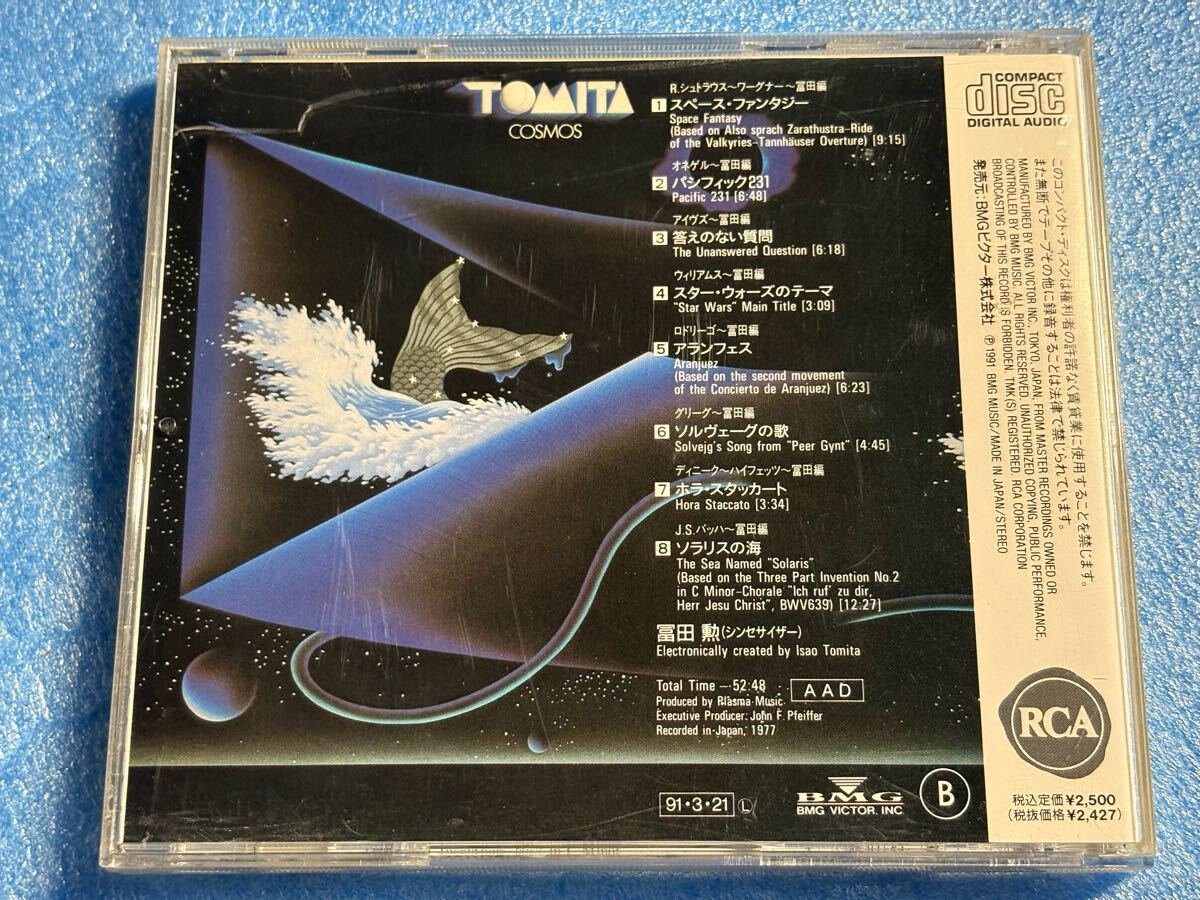 TOMITA
COSMOS
R.シュトラウス〜ワーグナー〜冨田編
1 スペース・ファンタジー
Space Fantasy
(Based on Also sprach Zarathustra–Ride
of the Valkyries–Tannhäuser Overture) [9:15]
オネゲル〜冨田編
2 パシフィック231
Pacific 231 [6:48]
アイヴズ〜冨田編
3 答えのない質問
The Unanswered Question [6:18]
ウィリアムス〜冨田編
4 スター・ウォーズのテーマ
"Star Wars" Main Title [3:09]
ロドリーゴ〜冨田編
5 アランフェス
Aranjuez
(Based on the second movement
of the Concierto de Aranjuez) [6:23]
グリーグ〜冨田編
6 ソルヴェーグの歌
Solvejg's Song from "Peer Gynt" [4:45]
ディニーク〜ハイフェッツ〜冨田編
7 ホラ・スタッカート
Hora Staccato [3:34]
J.S.バッハ〜冨田編
8 ソラリスの海
The Sea Named "Solaris"
(Based on the Three Part Invention No.2
in C Minor–Chorale "Ich ruf' zu dir,
Herr Jesu Christ", BWV639) [12:27]
冨田 勲(シンセサイザー)
Electronically created by Isao Tomita
Total Time — 52:48 AAD
Produced by Plasma Music
Executive Producer: John F. Pfeiffer
Recorded in Japan, 1977
91・3・21 L
BMG
BMG VICTOR. INC
B
COMPACT
disc
DIGITAL AUDIO
このコンパクト・ディスクは権利者の許諾なく賃貸業に使用することを禁じます。
また無断でテープその他に録音することは法律で禁じられています。
MANUFACTURED BY BMG VICTOR INC., TOKYO, JAPAN, FROM MASTER RECORDINGS OWNED OR
CONTROLLED BY BMG MUSIC. ALL RIGHTS RESERVED. UNAUTHORIZED COPYING, PUBLIC PERFORMANCE,
BROADCASTING OF THIS RECORD IS FORBIDDEN. TMK(S) REGISTERED. RCA CORPORATION
発売元:BMGビクター株式会社 ℗ 1991 BMG MUSIC/MADE IN JAPAN/STEREO
RCA
税込定価¥2,500
(税抜価格¥2,427)